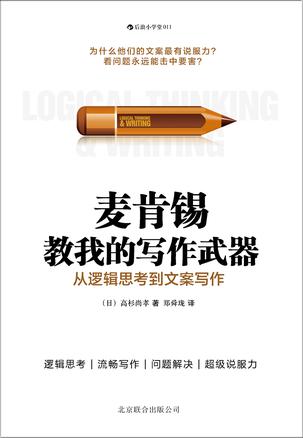 后浪小学堂011
为什么他们的文案最有说服力？
看问题永远能击中要害？
LOGICAL THINKING
& WRITING
LOGICAL THINKING
& WRITING
麦肯锡
教我的写作武器
从逻辑思考到文案写作
（日）高杉尚孝 著 郑舜珑 译
逻辑思考|流畅写作|问题解决|超级说服力
北京联合出版公司